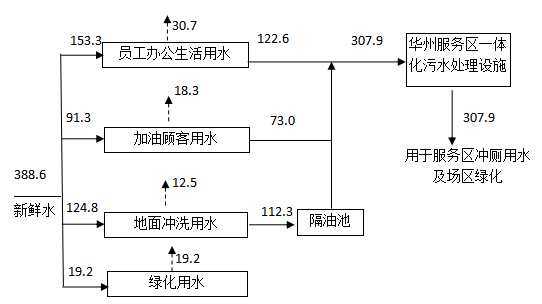 30.7
153.3
员工办公生活用水
122.6
307.9
华州服务区一体
化污水处理设施
18.3
91.3
加油顾客用水
73.0
307.9
用于服务区冲厕用水
及场区绿化
388.6
新鲜水
12.5
124.8
地面冲洗用水
112.3
隔油池
19.2
19.2
绿化用水